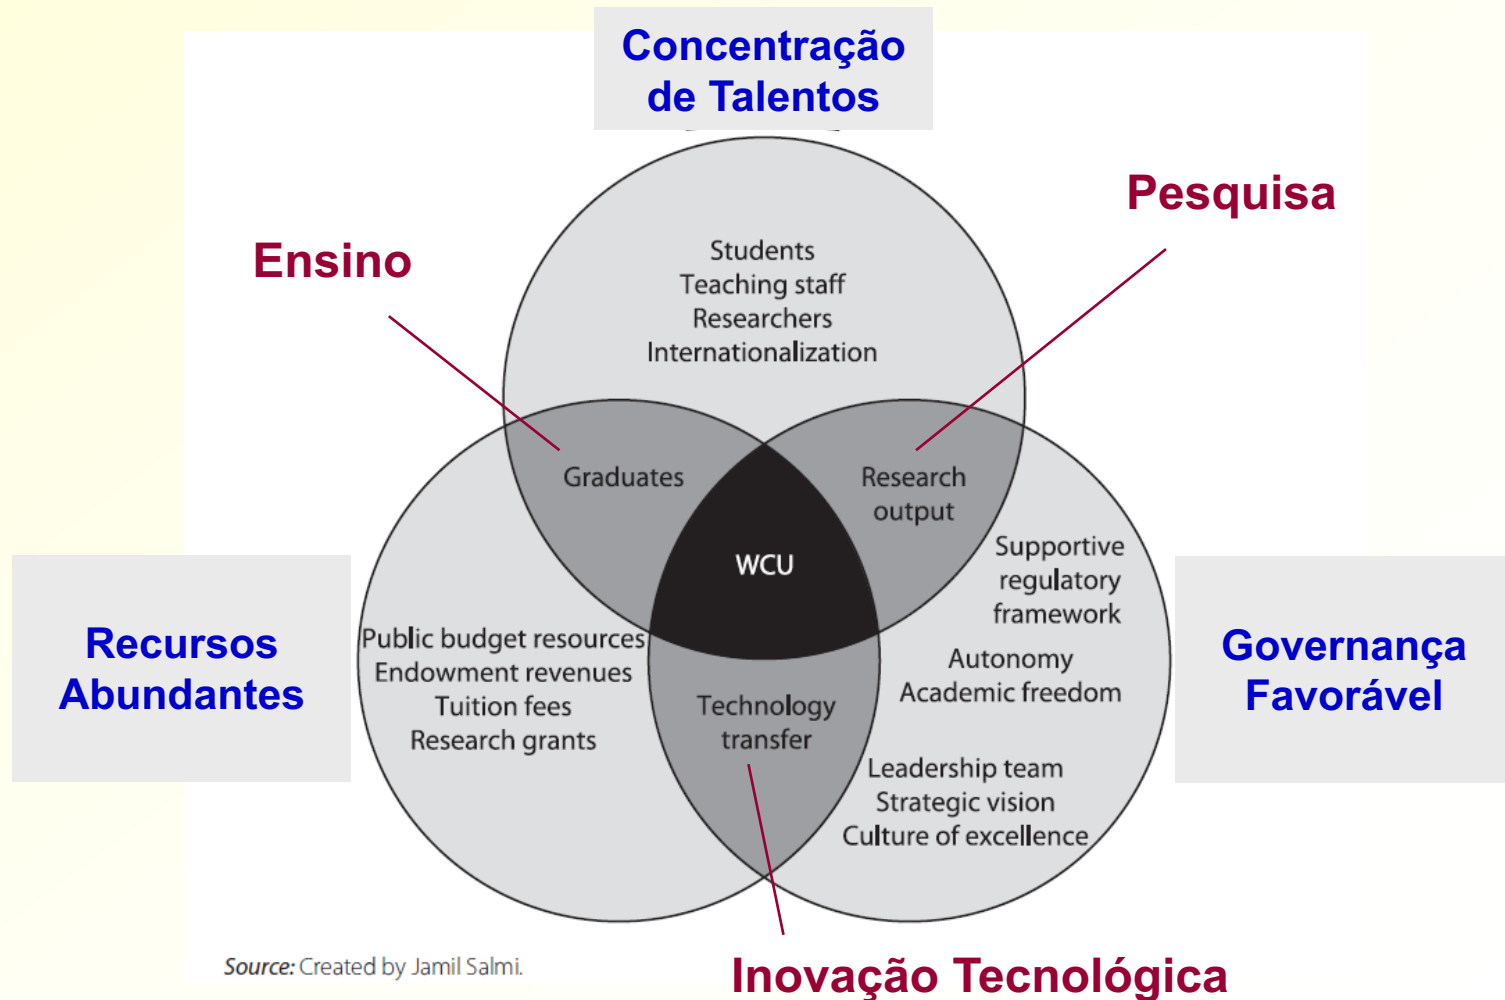 Concentração
de Talentos
Pesquisa
Ensino
Students
Teaching staff
Researchers
Internationalization
Graduates
Research
output
WCU
Supportive
regulatory
framework
Autonomy
Academic freedom
Leadership team
Strategic vision
Culture of excellence
Recursos
Abundantes
Public budget resources
Endowment revenues
Tuition fees
Research grants
Technology
transfer
Governança
Favorável
Source: Created by Jamil Salmi.
Inovação Tecnológica